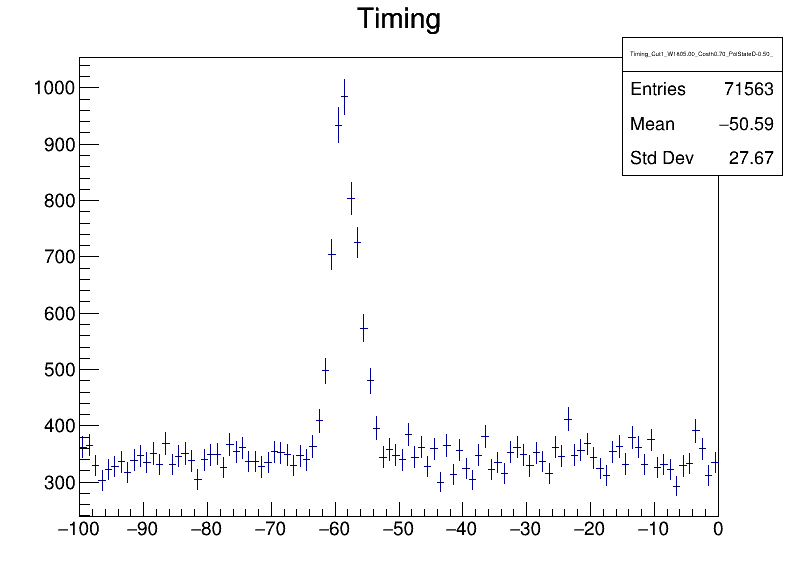 Timing
Timing_Cut1_W1605.00_Costh0.70_PolStateD-0.50_
Entries 71563
Mean −50.59
Std Dev 27.67
1000
900
800
700
600
500
400
300
−100 −90 −80 −70 −60 −50 −40 −30 −20 −10 0